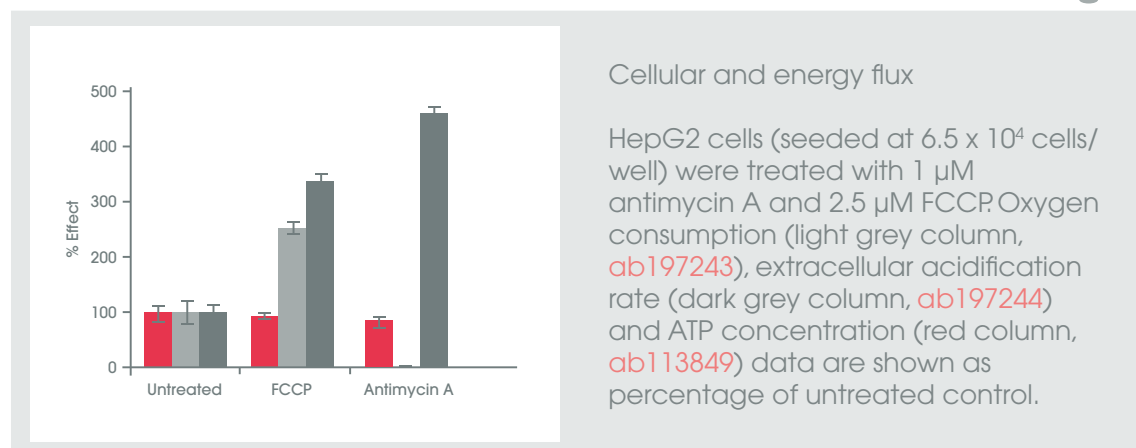 500
400
300
200
100
0
% Effect
Untreated
FCCP
Antimycin A
Cellular and energy flux
HepG2 cells (seeded at 6.5 x 10⁴ cells/
well) were treated with 1 µM
antimycin A and 2.5 µM FCCP. Oxygen
consumption (light grey column,
ab197243), extracellular acidification
rate (dark grey column, ab197244)
and ATP concentration (red column,
ab113849) data are shown as
percentage of untreated control.